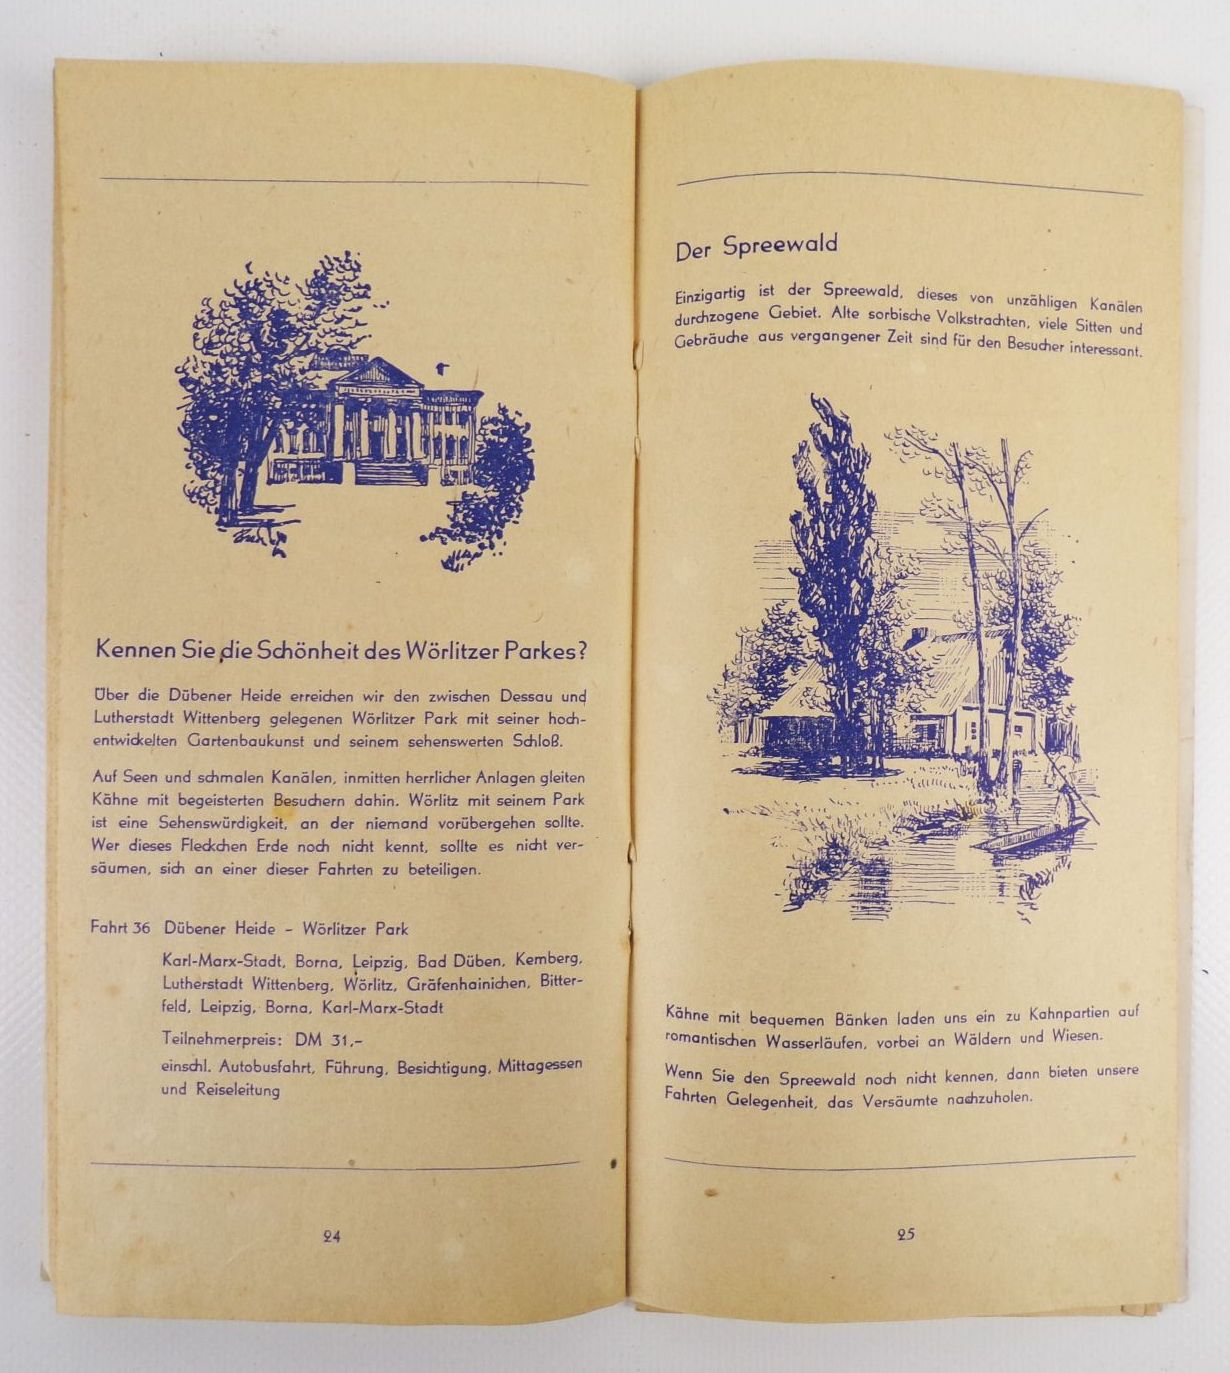 Kennen Sie die Schönheit des Wörlitzer Parkes?
Über die Dübener Heide erreichen wir den zwischen Dessau und
Lutherstadt Wittenberg gelegenen Wörlitzer Park mit seiner hoch-
entwickelten Gartenbaukunst und seinem sehenswerten Schloß.
Auf Seen und schmalen Kanälen, inmitten herrlicher Anlagen gleiten
Kähne mit begeisterten Besuchern dahin. Wörlitz mit seinem Park
ist eine Sehenswürdigkeit, an der niemand vorübergehen sollte.
Wer dieses Fleckchen Erde noch nicht kennt, sollte es nicht ver-
säumen, sich an einer dieser Fahrten zu beteiligen.
Fahrt 36 Dübener Heide – Wörlitzer Park
Karl-Marx-Stadt, Borna, Leipzig, Bad Düben, Kemberg,
Lutherstadt Wittenberg, Wörlitz, Gräfenhainichen, Bitter-
feld, Leipzig, Borna, Karl-Marx-Stadt
Teilnehmerpreis: DM 31,–
einschl. Autobusfahrt, Führung, Besichtigung, Mittagessen
und Reiseleitung
24
Der Spreewald
Einzigartig ist der Spreewald, dieses von unzähligen Kanälen
durchzogene Gebiet. Alte sorbische Volkstrachten, viele Sitten und
Gebräuche aus vergangener Zeit sind für den Besucher interessant.
Kähne mit bequemen Bänken laden uns ein zu Kahnpartien auf
romantischen Wasserläufen, vorbei an Wäldern und Wiesen.
Wenn Sie den Spreewald noch nicht kennen, dann bieten unsere
Fahrten Gelegenheit, das Versäumte nachzuholen.
25